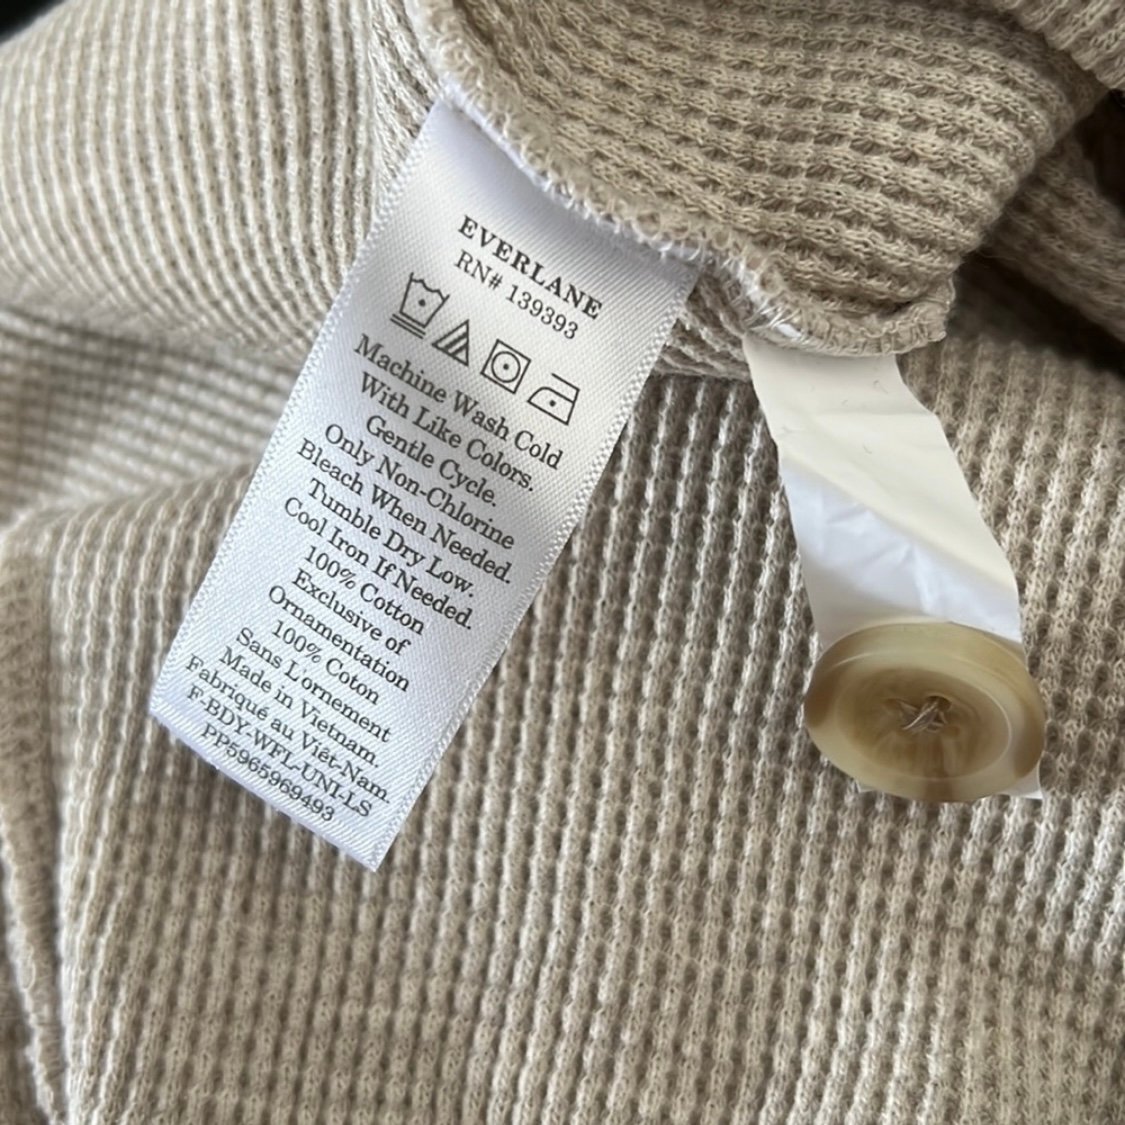 EVERLANE
RN# 139393
Machine Wash Cold
With Like Colors.
Gentle Cycle.
Only Non-Chlorine
Bleach When Needed.
Tumble Dry Low.
Cool Iron If Needed.
100% Cotton
Exclusive of
Ornamentation
100% Coton
Sans L'ornement
Made in Vietnam.
Fabriqué au Viêt-Nam.
F-BDY-WFL-UNI-LS
PP5965969493